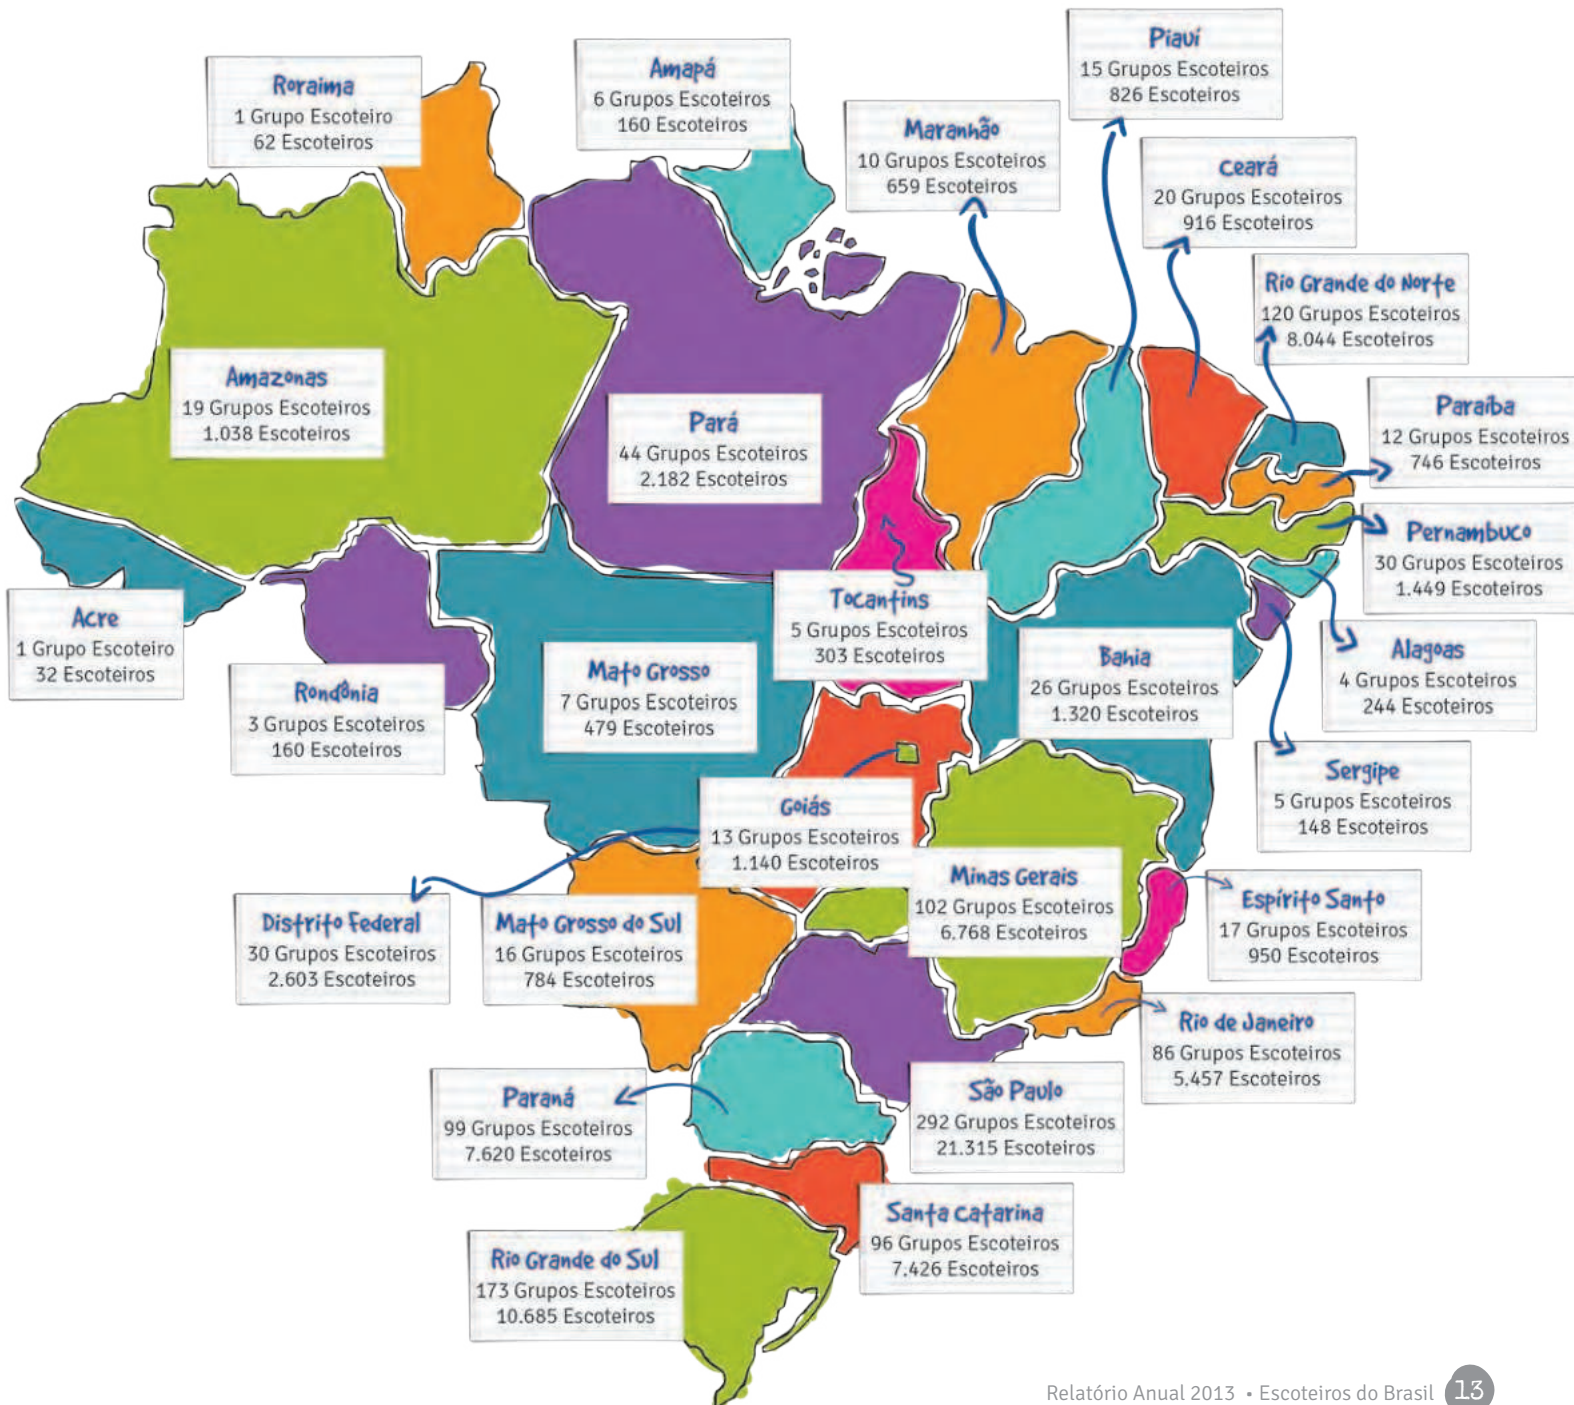 Roraima
1 Grupo Escoteiro
62 Escoteiros
Amapá
6 Grupos Escoteiros
160 Escoteiros
Piauí
15 Grupos Escoteiros
826 Escoteiros
Maranhão
10 Grupos Escoteiros
659 Escoteiros
Ceará
20 Grupos Escoteiros
916 Escoteiros
Rio Grande do Norte
120 Grupos Escoteiros
8.044 Escoteiros
Amazonas
19 Grupos Escoteiros
1.038 Escoteiros
Pará
44 Grupos Escoteiros
2.182 Escoteiros
Paraíba
12 Grupos Escoteiros
746 Escoteiros
Pernambuco
30 Grupos Escoteiros
1.449 Escoteiros
Acre
1 Grupo Escoteiro
32 Escoteiros
Tocantins
5 Grupos Escoteiros
303 Escoteiros
Rondônia
3 Grupos Escoteiros
160 Escoteiros
Mato Grosso
7 Grupos Escoteiros
479 Escoteiros
Bahia
26 Grupos Escoteiros
1.320 Escoteiros
Alagoas
4 Grupos Escoteiros
244 Escoteiros
Sergipe
5 Grupos Escoteiros
148 Escoteiros
Goiás
13 Grupos Escoteiros
1.140 Escoteiros
Distrito Federal
30 Grupos Escoteiros
2.603 Escoteiros
Mato Grosso do Sul
16 Grupos Escoteiros
784 Escoteiros
Minas Gerais
102 Grupos Escoteiros
6.768 Escoteiros
Espírito Santo
17 Grupos Escoteiros
950 Escoteiros
Rio de Janeiro
86 Grupos Escoteiros
5.457 Escoteiros
Paraná
99 Grupos Escoteiros
7.620 Escoteiros
São Paulo
292 Grupos Escoteiros
21.315 Escoteiros
Santa Catarina
96 Grupos Escoteiros
7.426 Escoteiros
Rio Grande do Sul
173 Grupos Escoteiros
10.685 Escoteiros
Relatório Anual 2013 • Escoteiros do Brasil 13